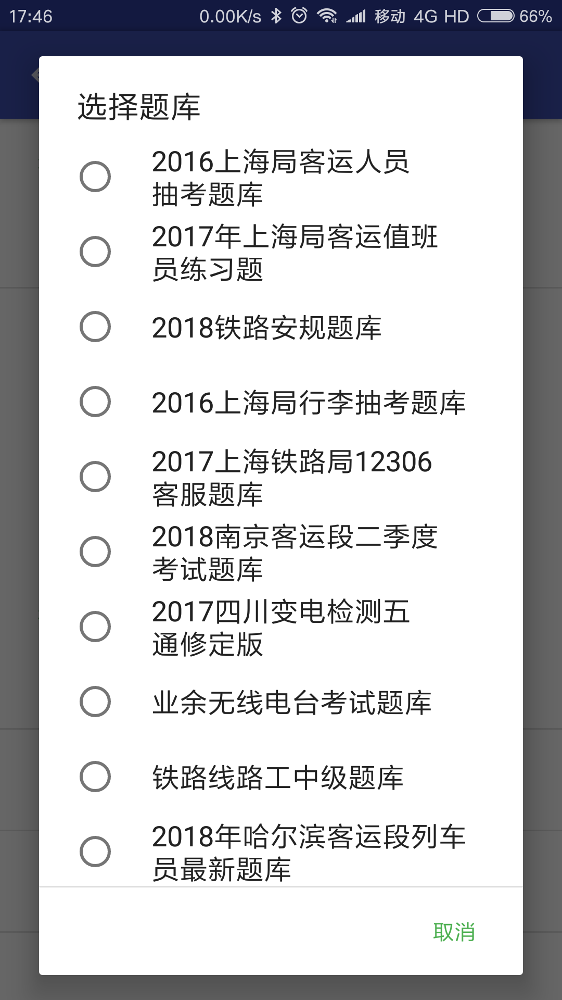 17:46 0.00K/s 移动 4G HD 66%
选择题库
2016上海局客运人员
抽考题库
2017年上海局客运值班
员练习题
2018铁路安规题库
2016上海局行李抽考题库
2017上海铁路局12306
客服题库
2018南京客运段二季度
考试题库
2017四川变电检测五
通修定版
业余无线电台考试题库
铁路线路工中级题库
2018年哈尔滨客运段列车
员最新题库
取消